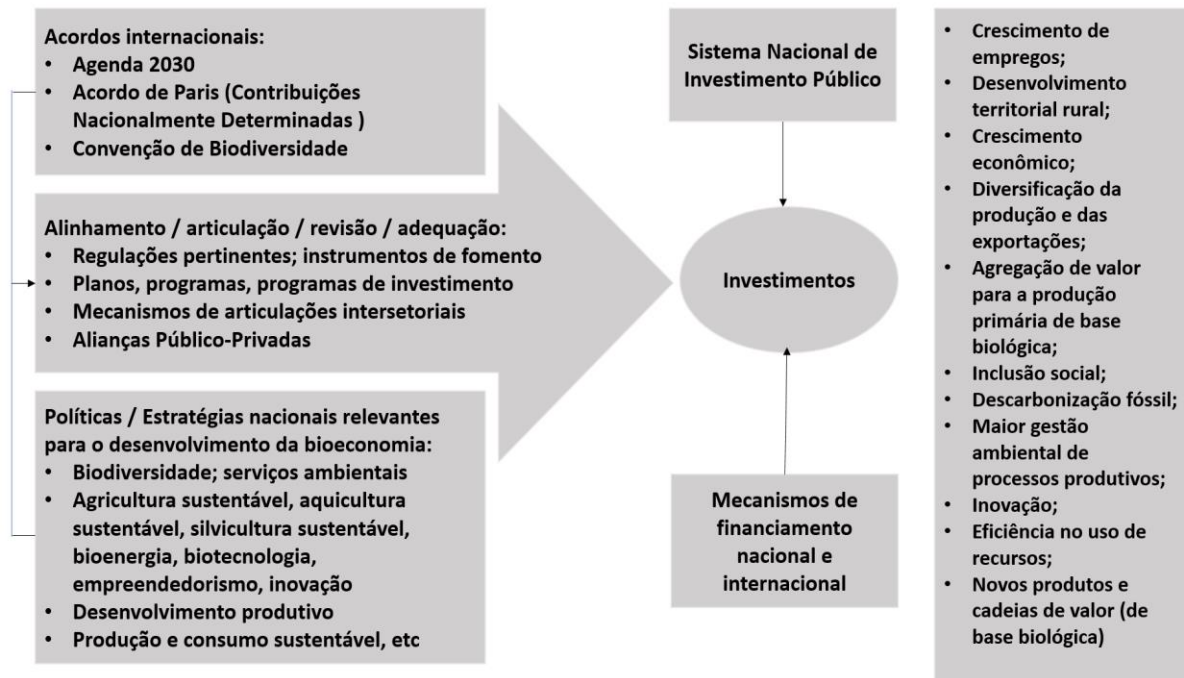 Acordos internacionais:
• Agenda 2030
• Acordo de Paris (Contribuições
Nacionalmente Determinadas )
• Convenção de Biodiversidade
Alinhamento / articulação / revisão / adequação:
• Regulações pertinentes; instrumentos de fomento
• Planos, programas, programas de investimento
• Mecanismos de articulações intersetoriais
• Alianças Público-Privadas
Políticas / Estratégias nacionais relevantes
para o desenvolvimento da bioeconomia:
• Biodiversidade; serviços ambientais
• Agricultura sustentável, aquicultura
sustentável, silvicultura sustentável,
bioenergia, biotecnologia,
empreendedorismo, inovação
• Desenvolvimento produtivo
• Produção e consumo sustentável, etc
Sistema Nacional de
Investimento Público
Investimentos
Mecanismos de
financiamento
nacional e
internacional
• Crescimento de
empregos;
• Desenvolvimento
territorial rural;
• Crescimento
econômico;
• Diversificação da
produção e das
exportações;
• Agregação de valor
para a produção
primária de base
biológica;
• Inclusão social;
• Descarbonização fóssil;
• Maior gestão
ambiental de
processos produtivos;
• Inovação;
• Eficiência no uso de
recursos;
• Novos produtos e
cadeias de valor (de
base biológica)